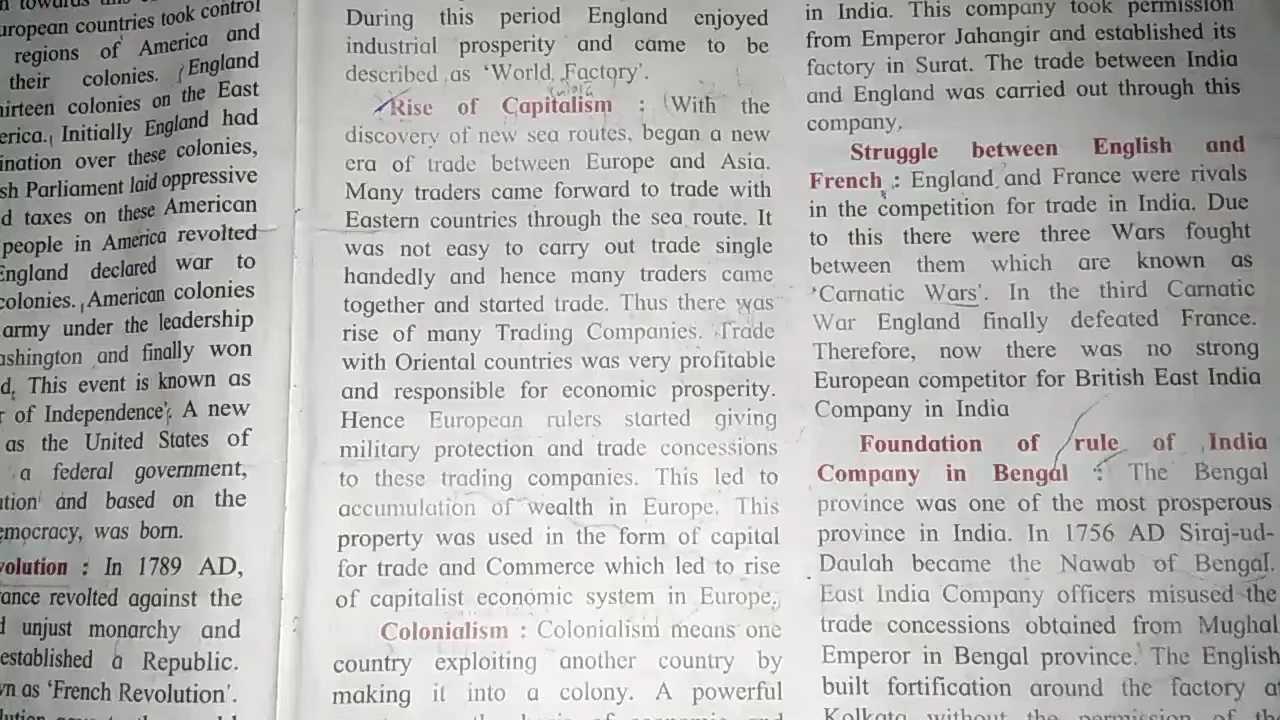 European countries took control
regions of America and
their colonies. England
thirteen colonies on the East
Initially England had
over these colonies,
Parliament laid oppressive
taxes on these American
people in America revolted
England declared war to
colonies. American colonies
army under the leadership
and finally won
This event is known as
of Independence'. A new
as the United States of
a federal government,
and based on the
was born.
: In 1789 AD,
revolted against the
unjust monarchy and
established a Republic.
as 'French Revolution'.
During this period England enjoyed
industrial prosperity and came to be
described as 'World Factory'.
Rise of Capitalism : With the
discovery of new sea routes, began a new
era of trade between Europe and Asia.
Many traders came forward to trade with
Eastern countries through the sea route. It
was not easy to carry out trade single
handedly and hence many traders came
together and started trade. Thus there was
rise of many Trading Companies. Trade
with Oriental countries was very profitable
and responsible for economic prosperity.
Hence European rulers started giving
military protection and trade concessions
to these trading companies. This led to
accumulation of wealth in Europe. This
property was used in the form of capital
for trade and Commerce which led to rise
of capitalist economic system in Europe.
Colonialism : Colonialism means one
country exploiting another country by
making it into a colony. A powerful
in India. This company took permission
from Emperor Jahangir and established its
factory in Surat. The trade between India
and England was carried out through this
company.
Struggle between English and
French : England and France were rivals
in the competition for trade in India. Due
to this there were three Wars fought
between them which are known as
'Carnatic Wars'. In the third Carnatic
War England finally defeated France.
Therefore, now there was no strong
European competitor for British East India
Company in India
Foundation of rule of India
Company in Bengal : The Bengal
province was one of the most prosperous
province in India. In 1756 AD Siraj-ud-
Daulah became the Nawab of Bengal.
East India Company officers misused the
trade concessions obtained from Mughal
Emperor in Bengal province. The English
built fortification around the factory
Kolkata without the permission of